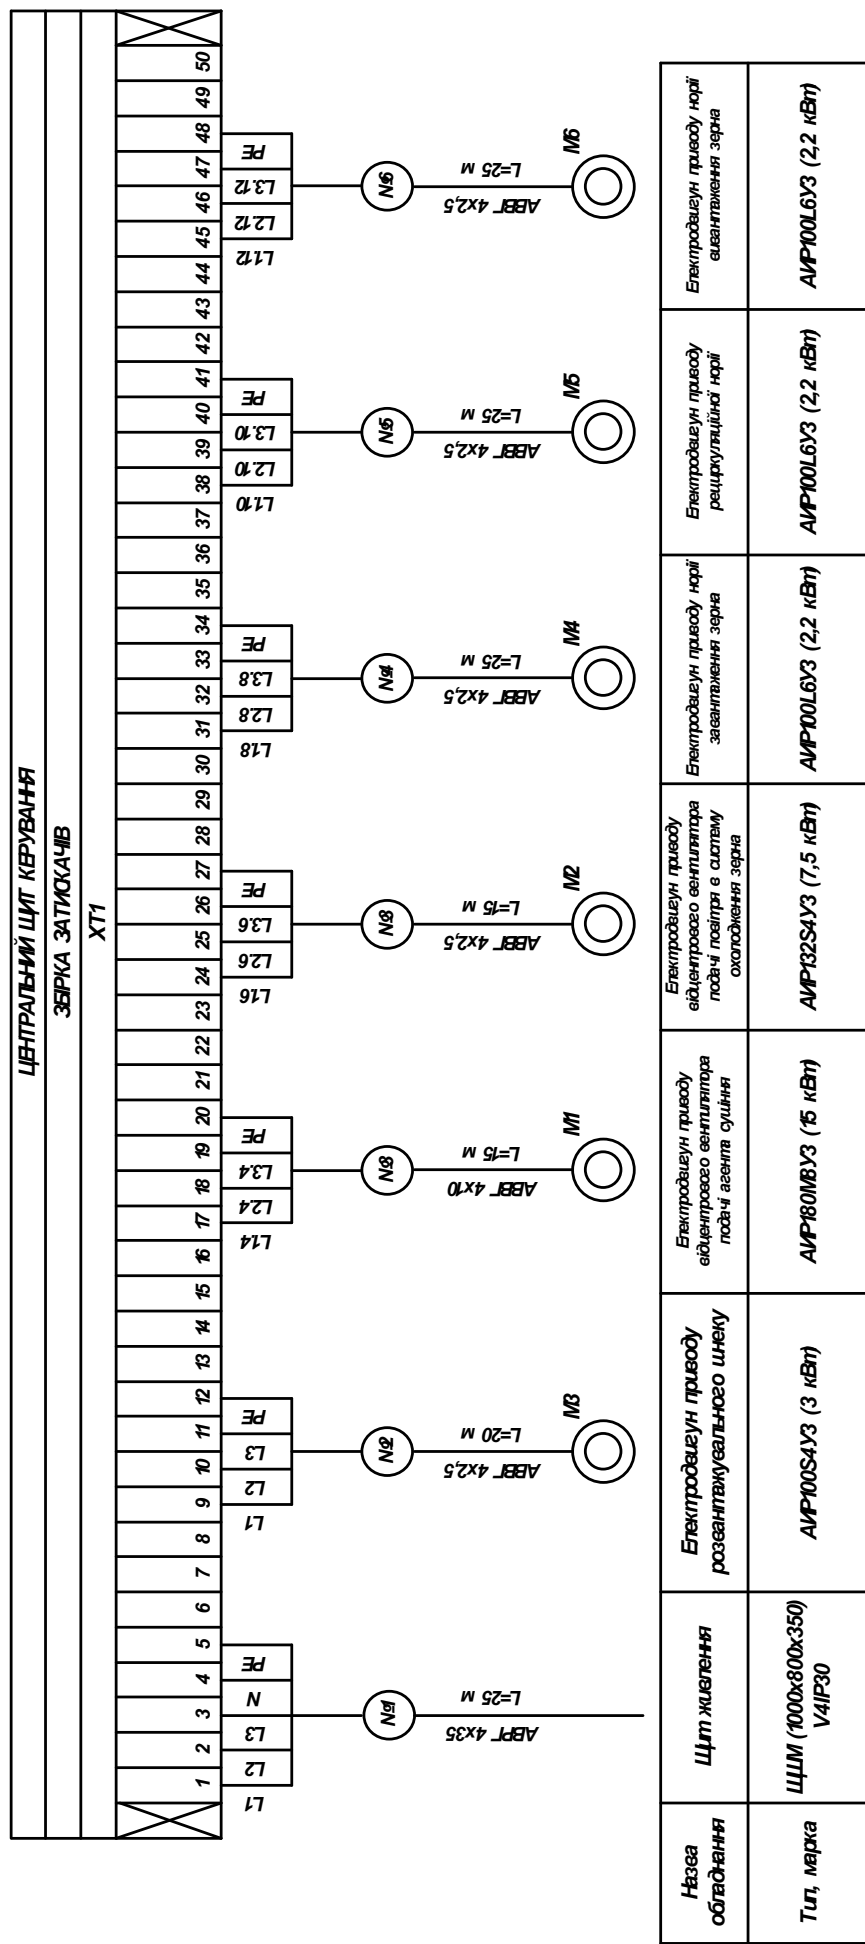 ЦЕНТРАЛЬНИЙ ЩИТ КЕРУВАННЯ
ЗБІРКА ЗАТИСКАЧІВ
XT1
1 2 3 4 5 6 7 8 9 10 11 12 13 14 15 16 17 18 19 20 21 22 23 24 25 26 27 28 29 30 31 32 33 34 35 36 37 38 39 40 41 42 43 44 45 46 47 48 49 50
L1 L2 L3 N PE
L1 L2 L3 PE
L1.4 L2.4 L3.4 PE
L1.6 L2.6 L3.6 PE
L1.8 L2.8 L3.8 PE
L1.10 L2.10 L3.10 PE
L1.12 L2.12 L3.12 PE
№1
АВРГ 4х35
L=25 м
№2
АВВГ 4х2,5
L=20 м
М3
№3
АВВГ 4х10
L=15 м
М1
№3
АВВГ 4х2,5
L=15 м
М2
№4
АВВГ 4х2,5
L=25 м
М4
№5
АВВГ 4х2,5
L=25 м
М5
№6
АВВГ 4х2,5
L=25 м
М6
Назва
обладнання
Щит живлення
Електродвигун приводу
розвантажувального шнеку
Електродвигун приводу
відцентрового вентилятора
подачі агента сушіння
Електродвигун приводу
відцентрового вентилятора
подачі повітря в систему
охолодження зерна
Електродвигун приводу норії
завантаження зерна
Електродвигун приводу
рециркуляційної норії
Електродвигун приводу норії
вивантаження зерна
Тип, марка
ЩШМ (1000х800х350)
V4IP30
АИР100S4У3 (3 кВт)
АИР180М8У3 (15 кВт)
АИР132S4У3 (7,5 кВт)
АИР100L6У3 (2,2 кВт)
АИР100L6У3 (2,2 кВт)
АИР100L6У3 (2,2 кВт)